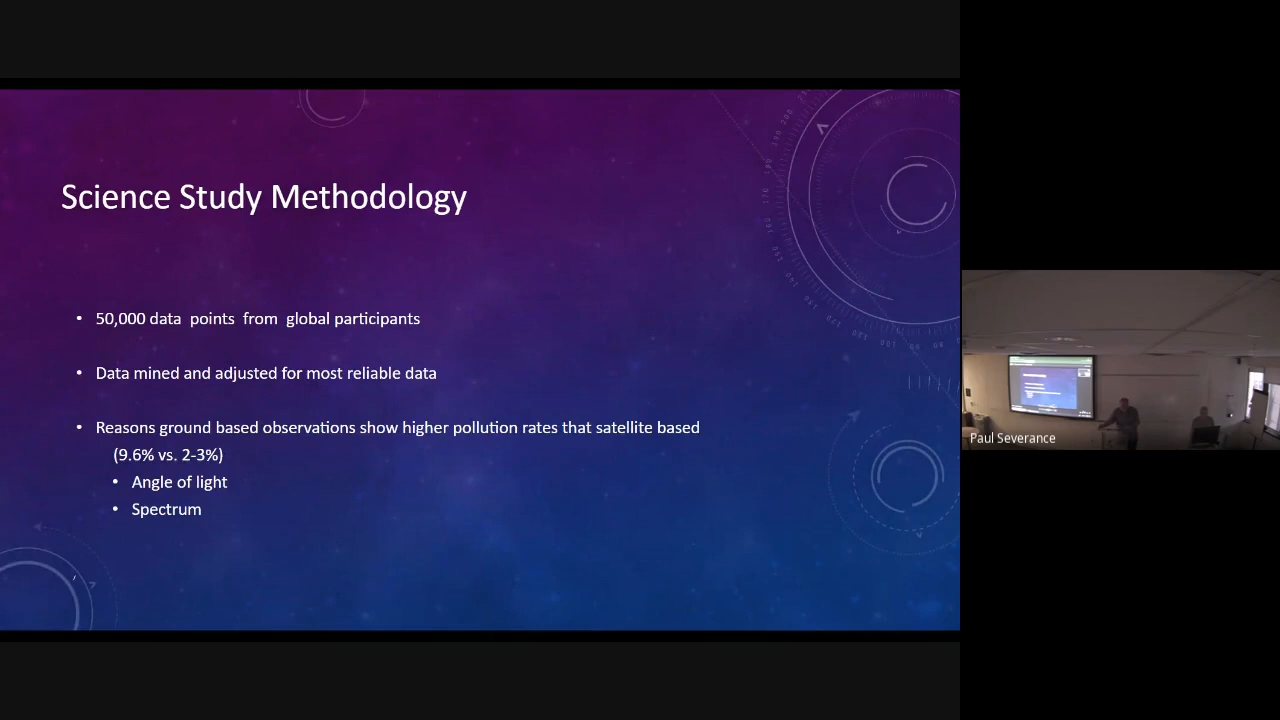 Science Study Methodology
• 50,000 data points from global participants
• Data mined and adjusted for most reliable data
• Reasons ground based observations show higher pollution rates that satellite based
(9.6% vs. 2-3%)
• Angle of light
• Spectrum
Paul Severance